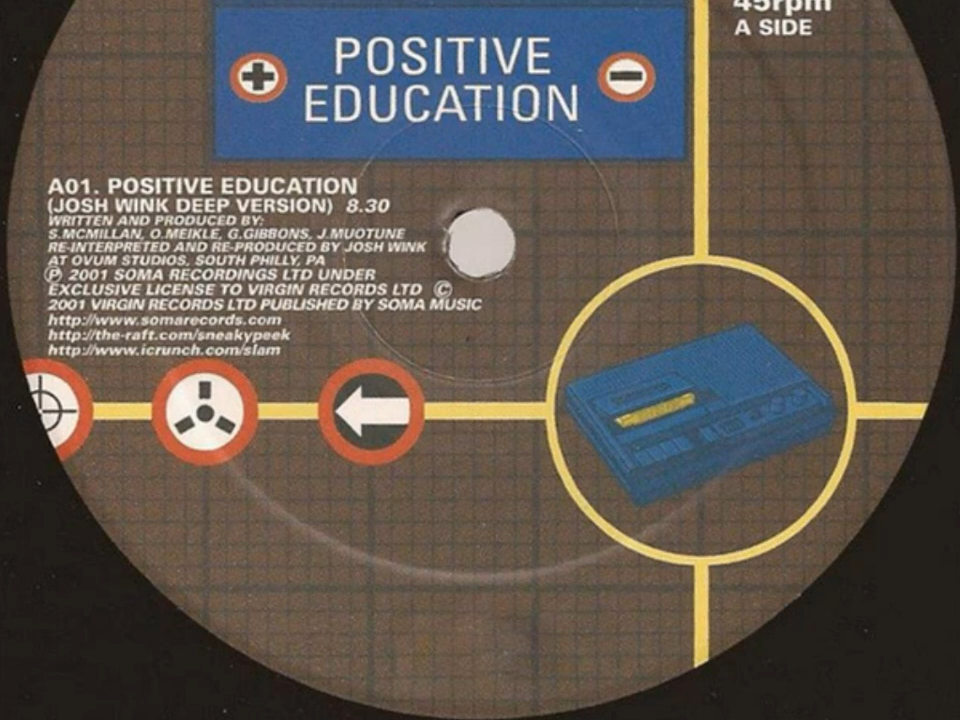 45rpm
A SIDE
POSITIVE
EDUCATION
A01. POSITIVE EDUCATION
(JOSH WINK DEEP VERSION) 8.30
WRITTEN AND PRODUCED BY:
S.MCMILLAN, O.MEIKLE, G.GIBBONS, J.MUOTUNE
RE-INTERPRETED AND RE-PRODUCED BY JOSH WINK
AT OVUM STUDIOS, SOUTH PHILLY, PA
Ⓟ 2001 SOMA RECORDINGS LTD UNDER
EXCLUSIVE LICENSE TO VIRGIN RECORDS LTD ©
2001 VIRGIN RECORDS LTD PUBLISHED BY SOMA MUSIC
http://www.somarecords.com
http://the-raft.com/sneakypeek
http://www.icrunch.com/slam